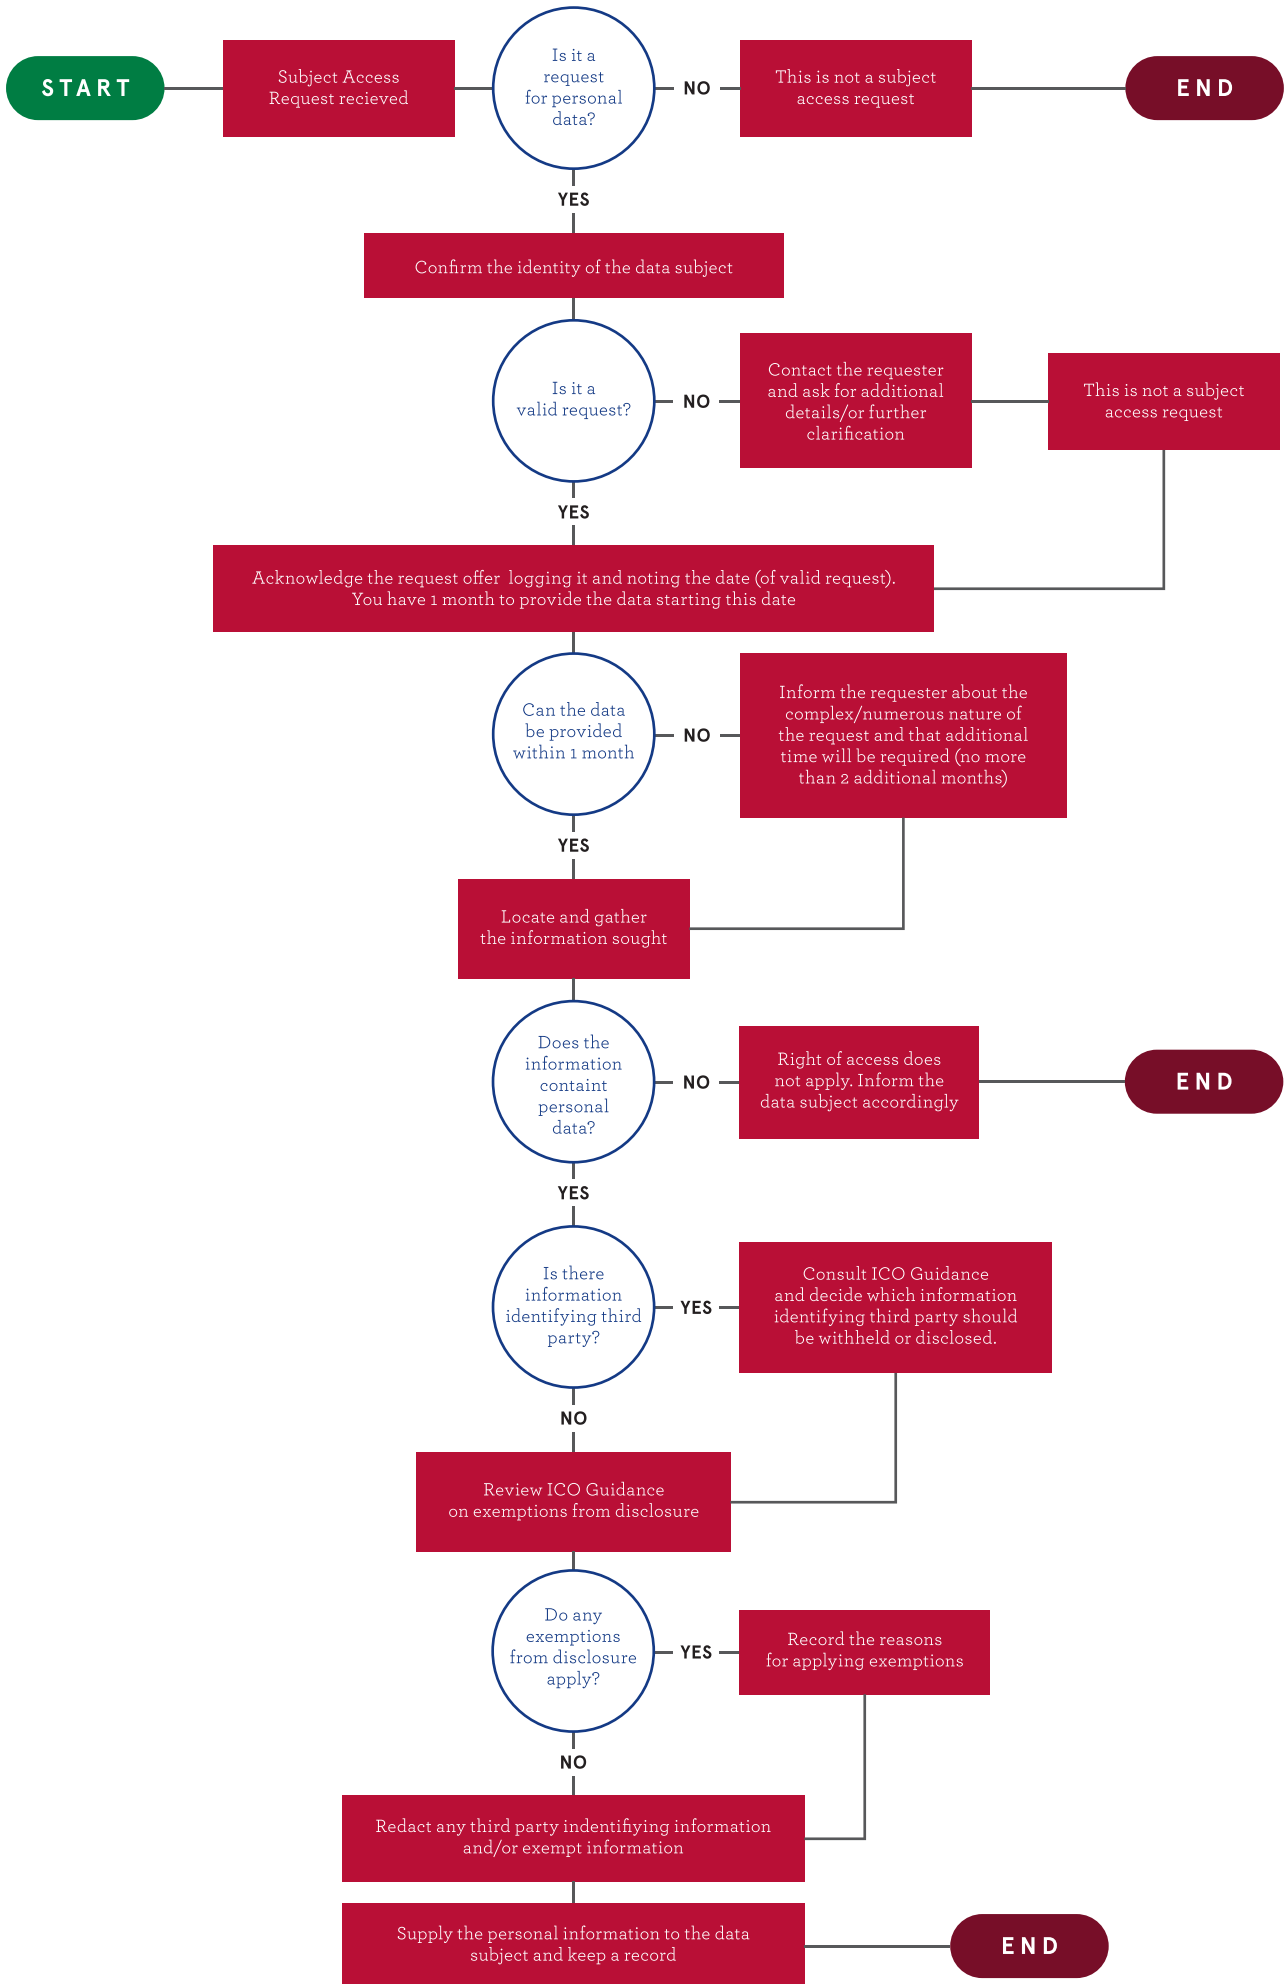 START
Subject Access
Request recieved
Is it a
request
for personal
data?
NO
This is not a subject
access request
END
YES
Confirm the identity of the data subject
Is it a
valid request?
NO
Contact the requester
and ask for additional
details/or further
clarification
This is not a subject
access request
YES
Acknowledge the request offer logging it and noting the date (of valid request).
You have 1 month to provide the data starting this date
Can the data
be provided
within 1 month
NO
Inform the requester about the
complex/numerous nature of
the request and that additional
time will be required (no more
than 2 additional months)
YES
Locate and gather
the information sought
Does the
information
containt
personal
data?
NO
Right of access does
not apply. Inform the
data subject accordingly
END
YES
Is there
information
identifying third
party?
YES
Consult ICO Guidance
and decide which information
identifying third party should
be withheld or disclosed.
NO
Review ICO Guidance
on exemptions from disclosure
Do any
exemptions
from disclosure
apply?
YES
Record the reasons
for applying exemptions
NO
Redact any third party indentifiying information
and/or exempt information
Supply the personal information to the data
subject and keep a record
END